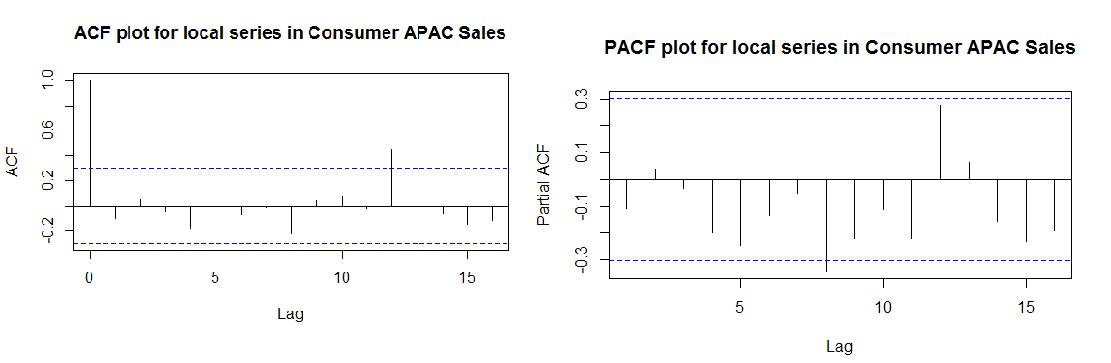 ACF plot for local series in Consumer APAC Sales
ACF
1.0
0.6
0.2
-0.2
0
5
10
15
Lag
PACF plot for local series in Consumer APAC Sales
Partial ACF
0.3
0.1
-0.1
-0.3
5
10
15
Lag